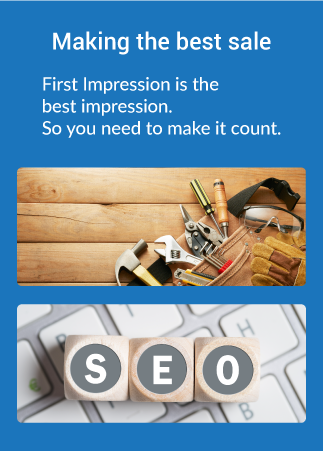 Making the best sale
First Impression is the
best impression.
So you need to make it count.
S E O
H
B